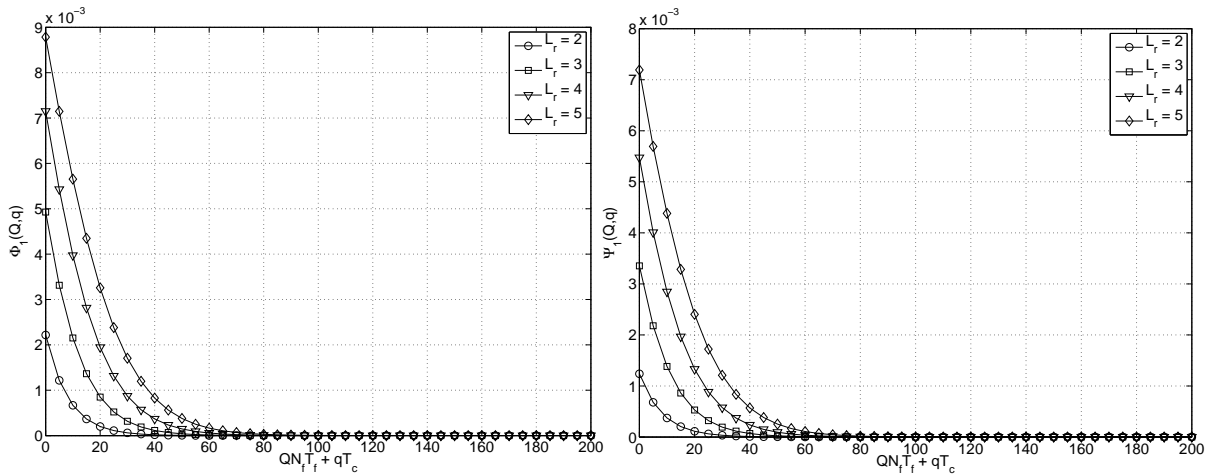 x 10⁻³
9
8
7
6
5
4
3
2
1
0
0 20 40 60 80 100 120 140 160 180 200
Φ₁(Q,q)
QN_fT_f + qT_c
L_r = 2
L_r = 3
L_r = 4
L_r = 5
x 10⁻³
8
7
6
5
4
3
2
1
0
0 20 40 60 80 100 120 140 160 180 200
Ψ₁(Q,q)
QN_fT_f + qT_c
L_r = 2
L_r = 3
L_r = 4
L_r = 5